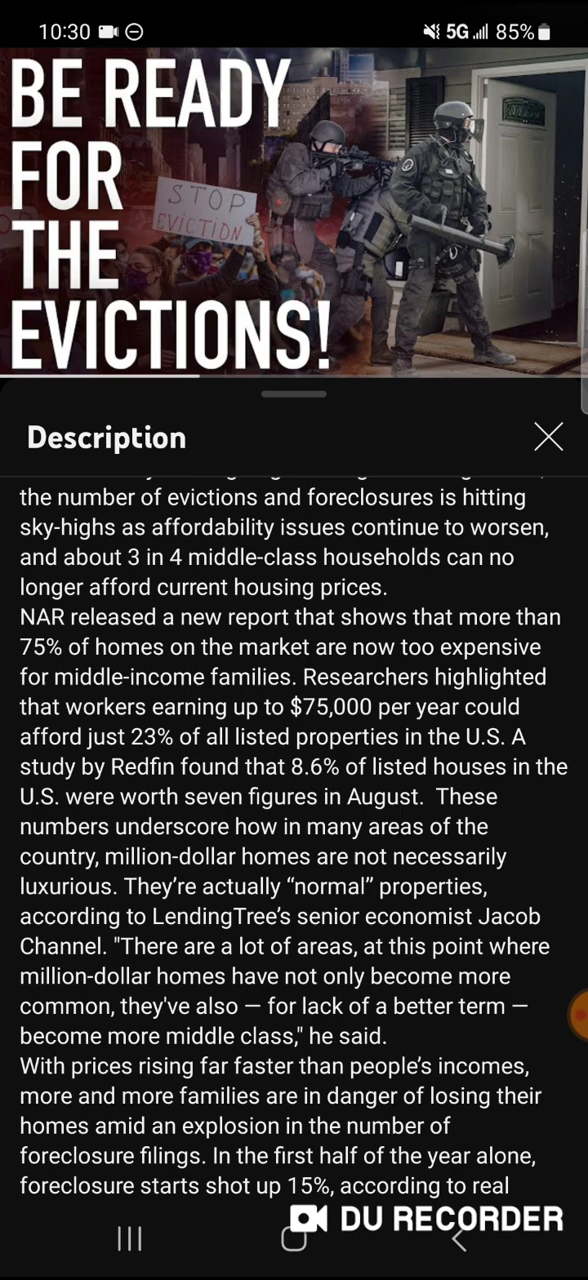 10:30
5G 85%
BE READY
FOR
THE
EVICTIONS!
STOP
EVICTION
Description
the number of evictions and foreclosures is hitting
sky-highs as affordability issues continue to worsen,
and about 3 in 4 middle-class households can no
longer afford current housing prices.
NAR released a new report that shows that more than
75% of homes on the market are now too expensive
for middle-income families. Researchers highlighted
that workers earning up to $75,000 per year could
afford just 23% of all listed properties in the U.S. A
study by Redfin found that 8.6% of listed houses in the
U.S. were worth seven figures in August.  These
numbers underscore how in many areas of the
country, million-dollar homes are not necessarily
luxurious. They’re actually “normal” properties,
according to LendingTree’s senior economist Jacob
Channel. "There are a lot of areas, at this point where
million-dollar homes have not only become more
common, they've also — for lack of a better term —
become more middle class," he said.
With prices rising far faster than people’s incomes,
more and more families are in danger of losing their
homes amid an explosion in the number of
foreclosure filings. In the first half of the year alone,
foreclosure starts shot up 15%, according to real
DU RECORDER